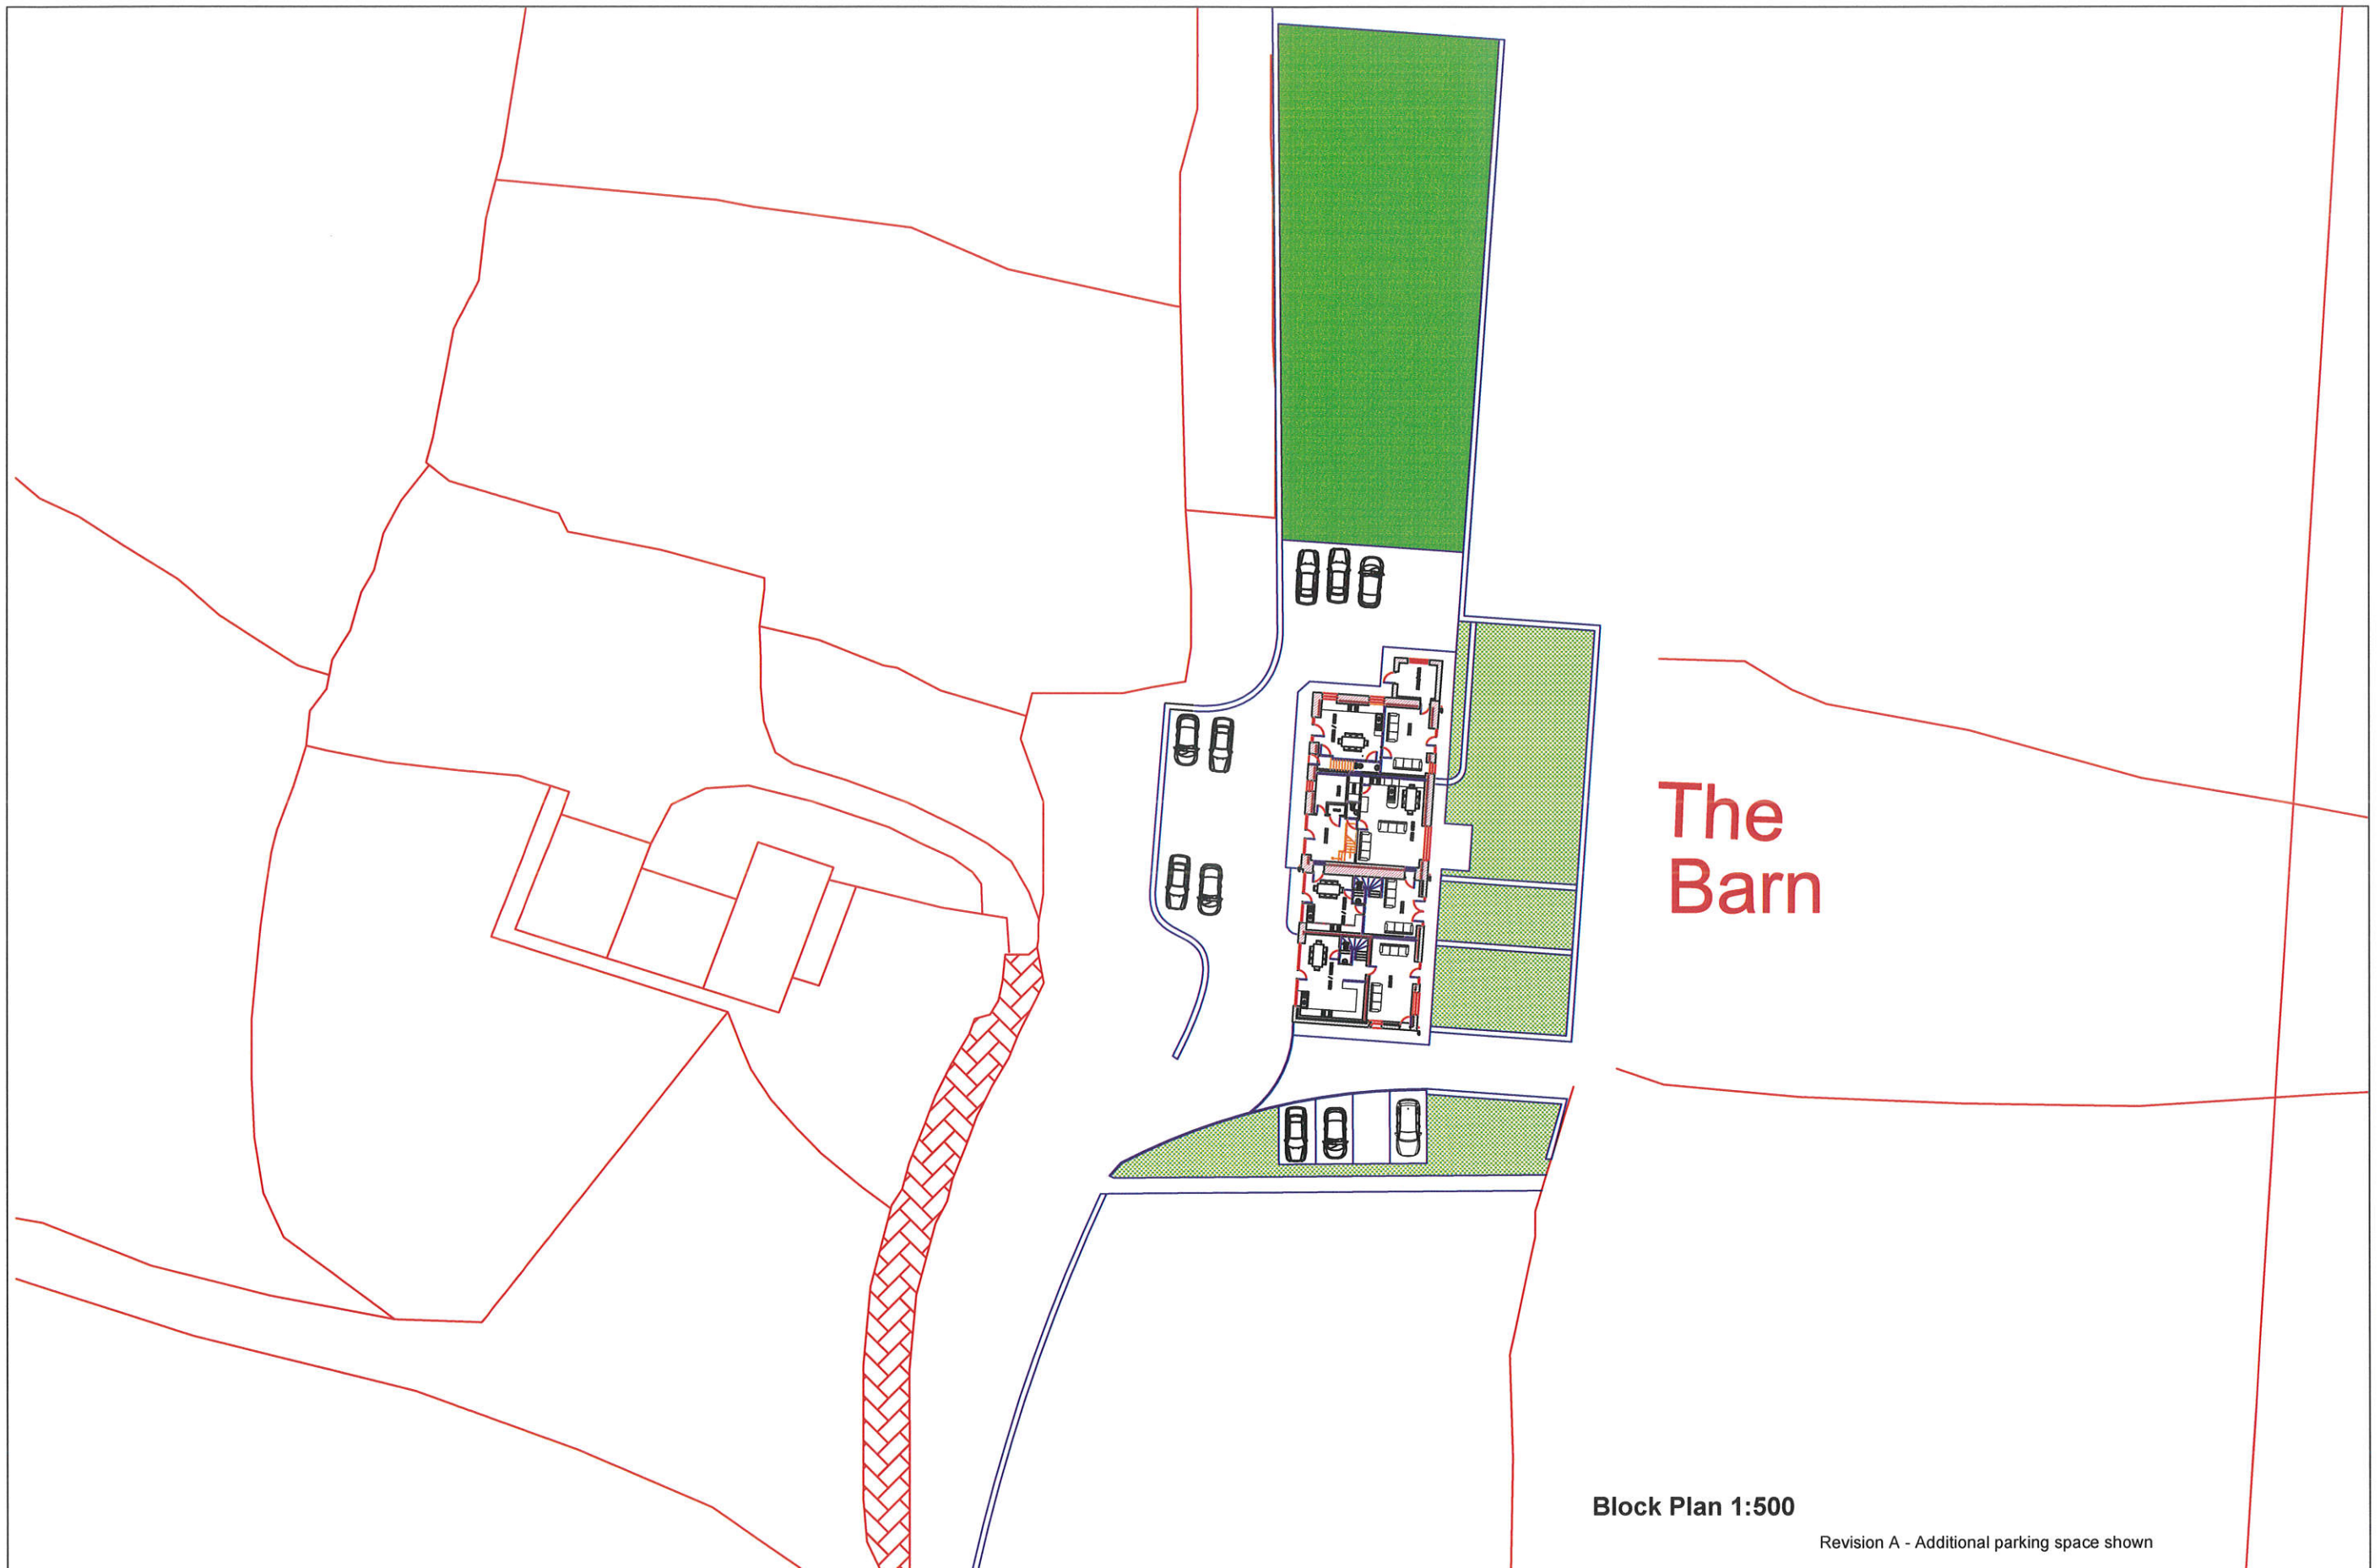 The
Barn
Block Plan 1:500
Revision A - Additional parking space shown